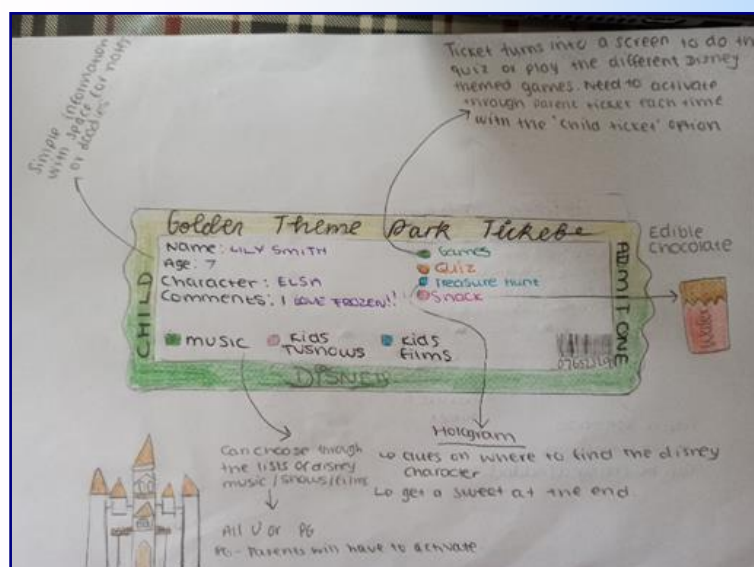 Simple information
with space for notes
or doodles
Ticket turns into a screen to do the
quiz or play the different Disney
themed games. Need to activate
through parent ticket each time
with the 'child ticket' option
Golden Theme Park Tickete
CHILD
Name: LILY SMITH
Age: 7
Character: ELSA
Comments: I LOVE FROZEN!!
Games
Quiz
Treasure Hunt
Snack
MUSIC
Kids
TVShows
Kids
films
ADMIT ONE
DISNEY
Edible
Chocolate
Wafer
Can choose through
the lists of disney
music / shows / films
All U or PG
PG - Parents will have to activate
Hologram
↳ clues on where to find the disney
character
↳ get a sweet at the end.